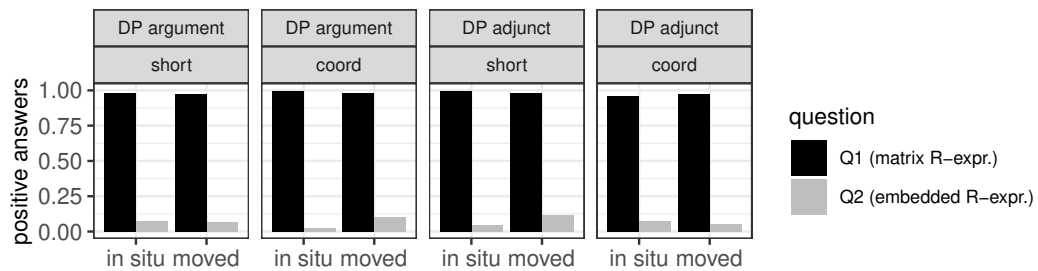 DP argument DP argument DP adjunct DP adjunct
short coord short coord
positive answers
1.00
0.75
0.50
0.25
0.00
in situ moved in situ moved in situ moved in situ moved
question
Q1 (matrix R−expr.)
Q2 (embedded R−expr.)